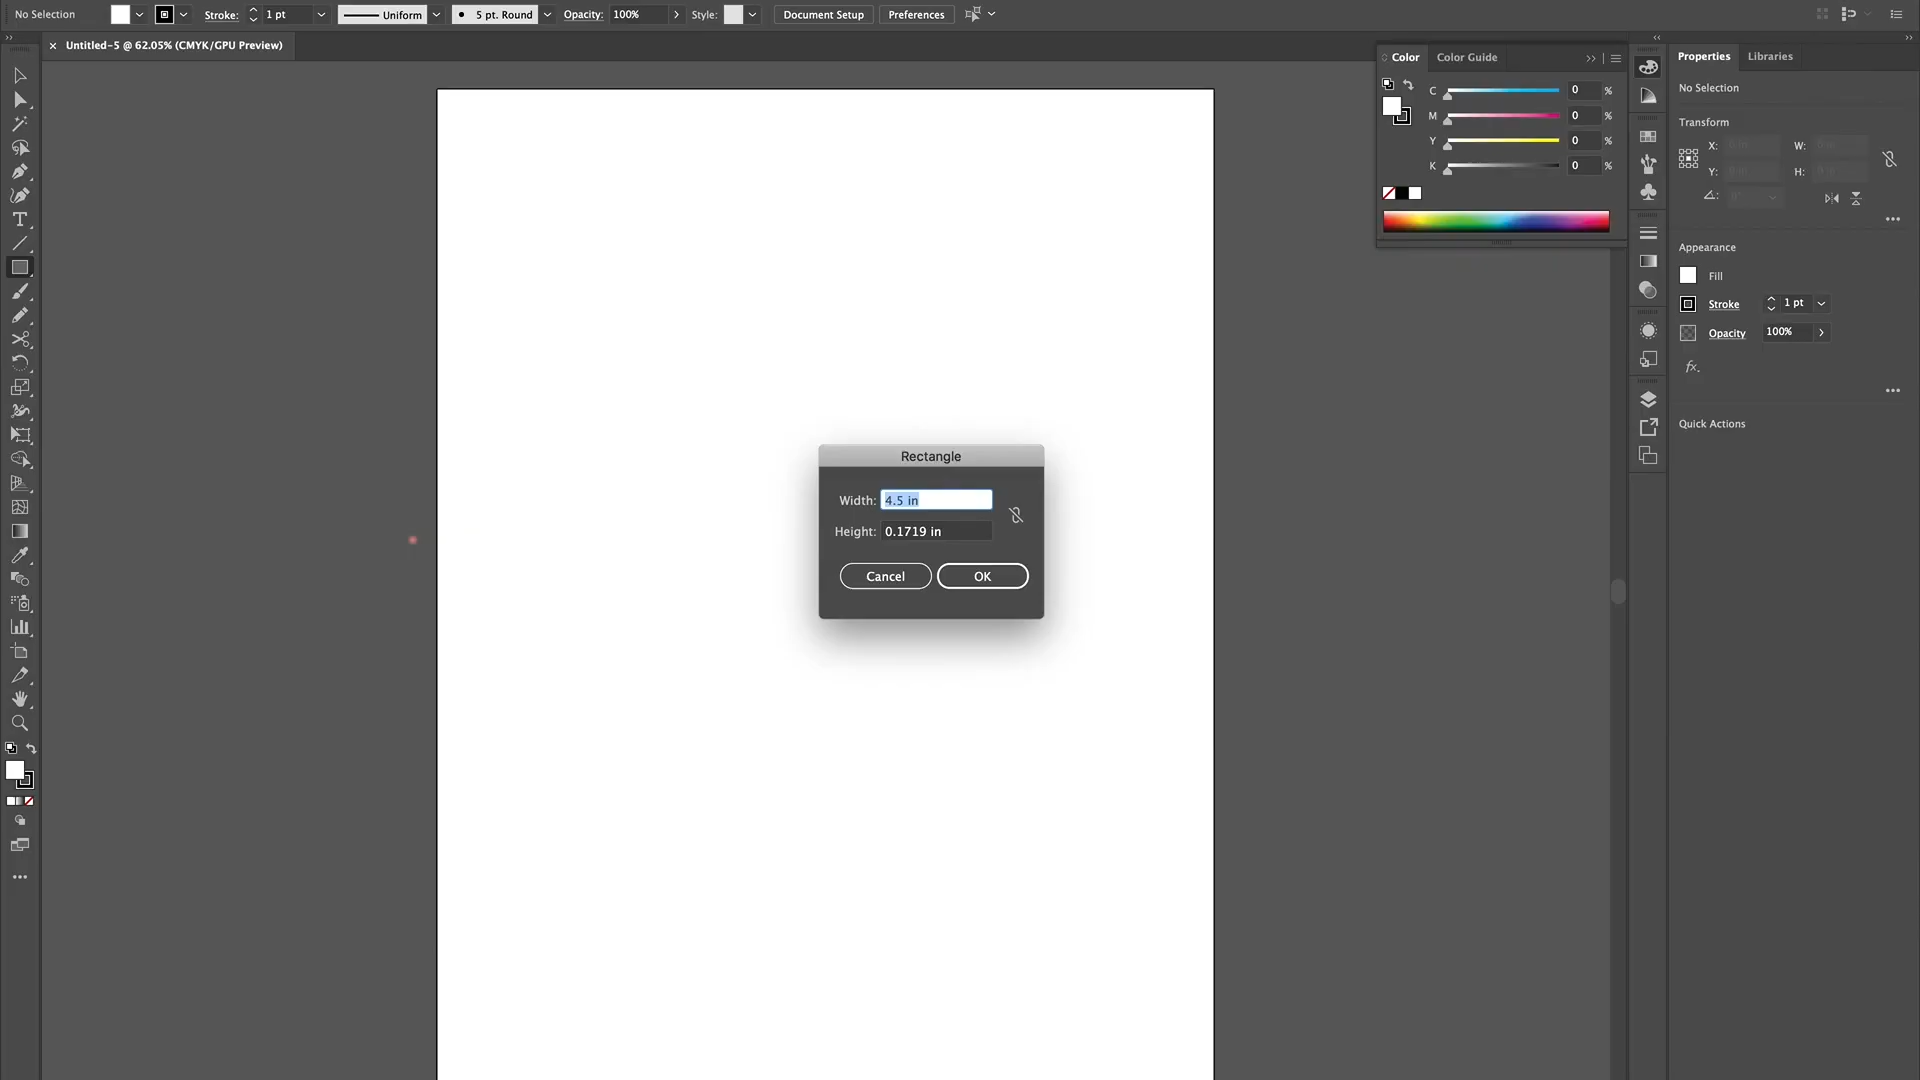 No Selection
Stroke:
1 pt
Uniform
5 pt. Round
Opacity:
100%
Style:
Document Setup
Preferences
Untitled-5 @ 62.05% (CMYK/GPU Preview)
Color
Color Guide
C
0
%
M
0
%
Y
0
%
K
0
%
Properties
Libraries
No Selection
Transform
X:
W:
Y:
H:
Appearance
Fill
Stroke
1 pt
Opacity
100%
fx.
Quick Actions
Rectangle
Width:
4.5 in
Height:
0.1719 in
Cancel
OK